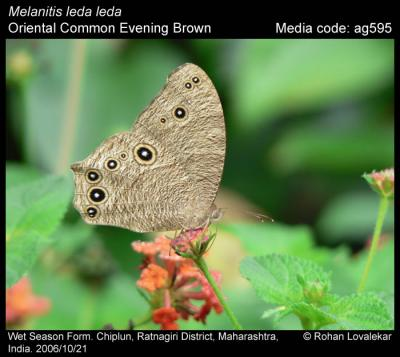 Melanitis leda leda
Oriental Common Evening Brown Media code: ag595
Wet Season Form. Chiplun, Ratnagiri District, Maharashtra, © Rohan Lovalekar
India. 2006/10/21